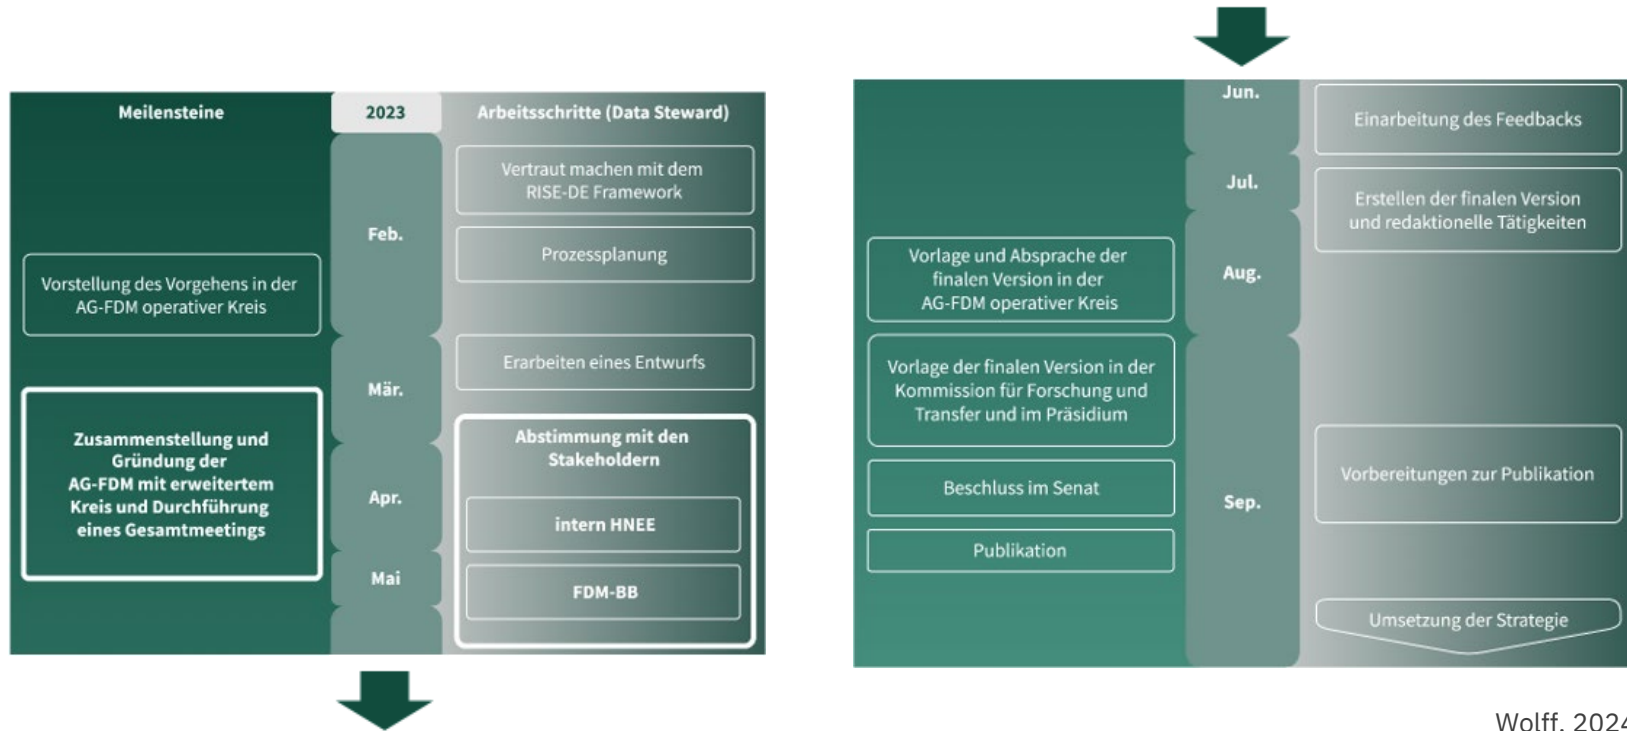 Meilensteine
2023
Arbeitsschritte (Data Steward)
Vertraut machen mit dem
RISE-DE Framework
Feb.
Prozessplanung
Vorstellung des Vorgehens in der
AG-FDM operativer Kreis
Erarbeiten eines Entwurfs
Mär.
Zusammenstellung und
Gründung der
AG-FDM mit erweitertem
Kreis und Durchführung
eines Gesamtmeetings
Abstimmung mit den
Stakeholdern
Apr.
intern HNEE
Mai
FDM-BB
Jun.
Einarbeitung des Feedbacks
Jul.
Erstellen der finalen Version
und redaktionelle Tätigkeiten
Vorlage und Absprache der
finalen Version in der
AG-FDM operativer Kreis
Aug.
Vorlage der finalen Version in der
Kommission für Forschung und
Transfer und im Präsidium
Beschluss im Senat
Sep.
Vorbereitungen zur Publikation
Publikation
Umsetzung der Strategie
Wolff, 2024